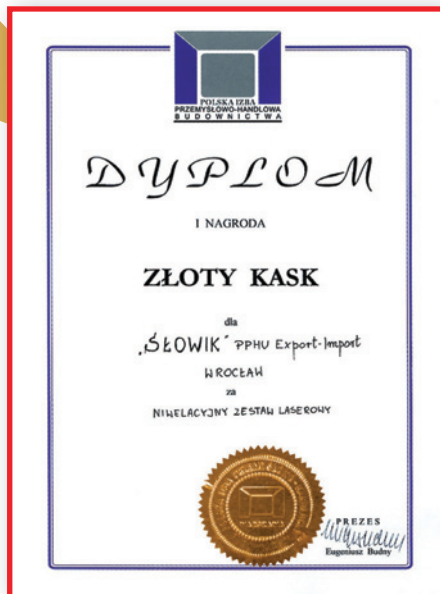 POLSKA IZBA
PRZEMYSŁOWO-HANDLOWA
BUDOWNICTWA
DYPLOM
I NAGRODA
ZŁOTY KASK
dla
"SŁOWIK" PPHU Export-Import
WROCŁAW
za
NIWELACYJNY ZESTAW LASEROWY
PREZES
Eugeniusz Budny